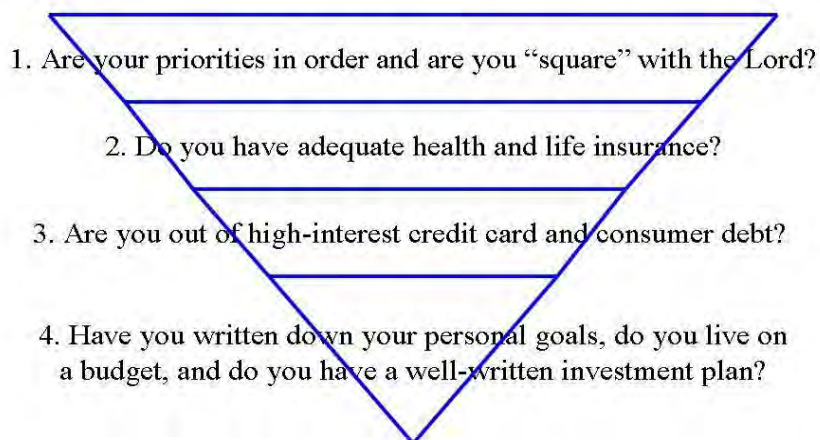 1. Are your priorities in order and are you “square” with the Lord?
2. Do you have adequate health and life insurance?
3. Are you out of high-interest credit card and consumer debt?
4. Have you written down your personal goals, do you live on
a budget, and do you have a well-written investment plan?